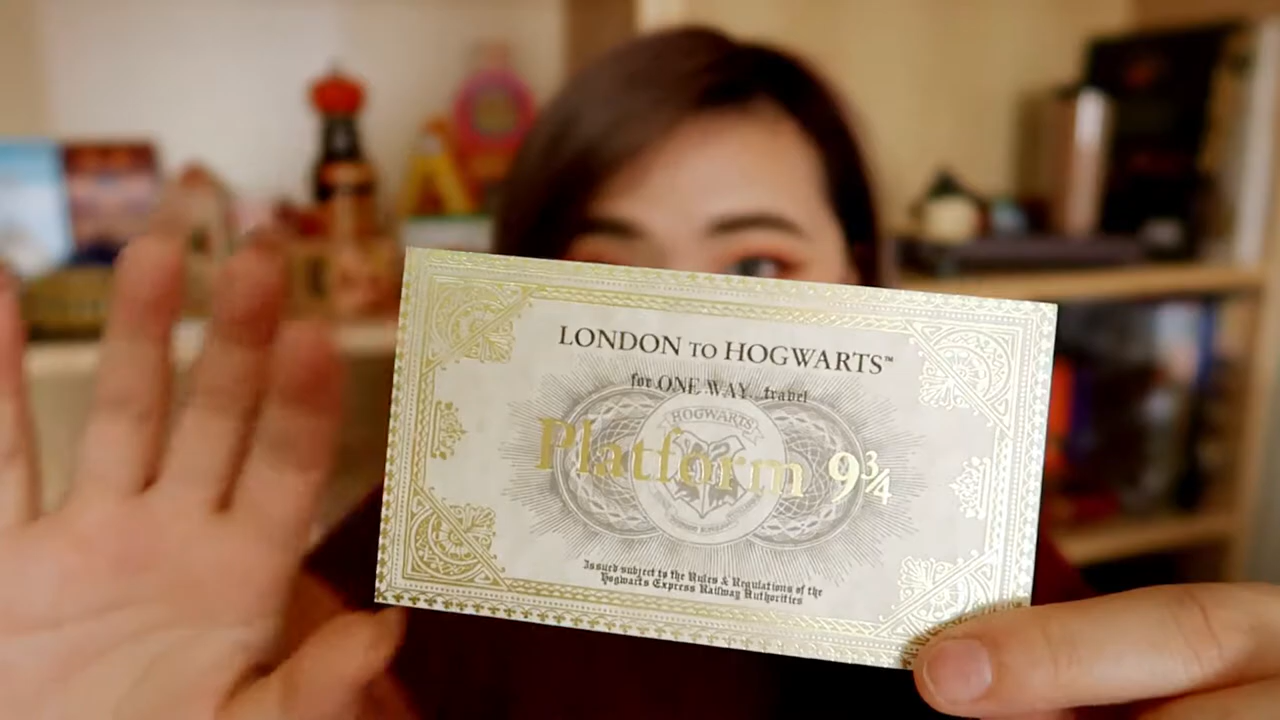 LONDON TO HOGWARTS™
for ONE WAY...travel
HOGWARTS
Platform 9¾
Issued subject to the Rules & Regulations of the
Hogwarts Express Railway Authorities